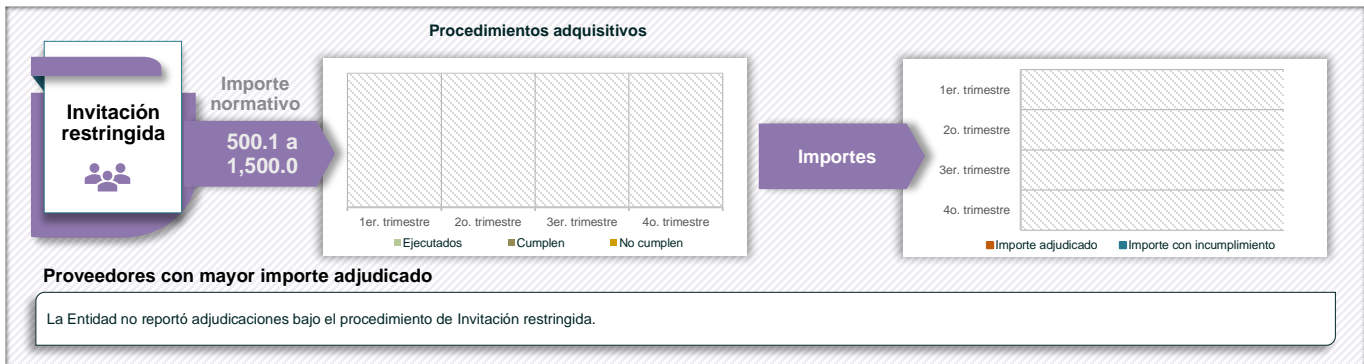 Procedimientos adquisitivos
Invitación
restringida
Importe
normativo
500.1 a
1,500.0
1er. trimestre 2o. trimestre 3er. trimestre 4o. trimestre
Ejecutados Cumplen No cumplen
Importes
1er. trimestre
2o. trimestre
3er. trimestre
4o. trimestre
Importe adjudicado Importe con incumplimiento
Proveedores con mayor importe adjudicado
La Entidad no reportó adjudicaciones bajo el procedimiento de Invitación restringida.